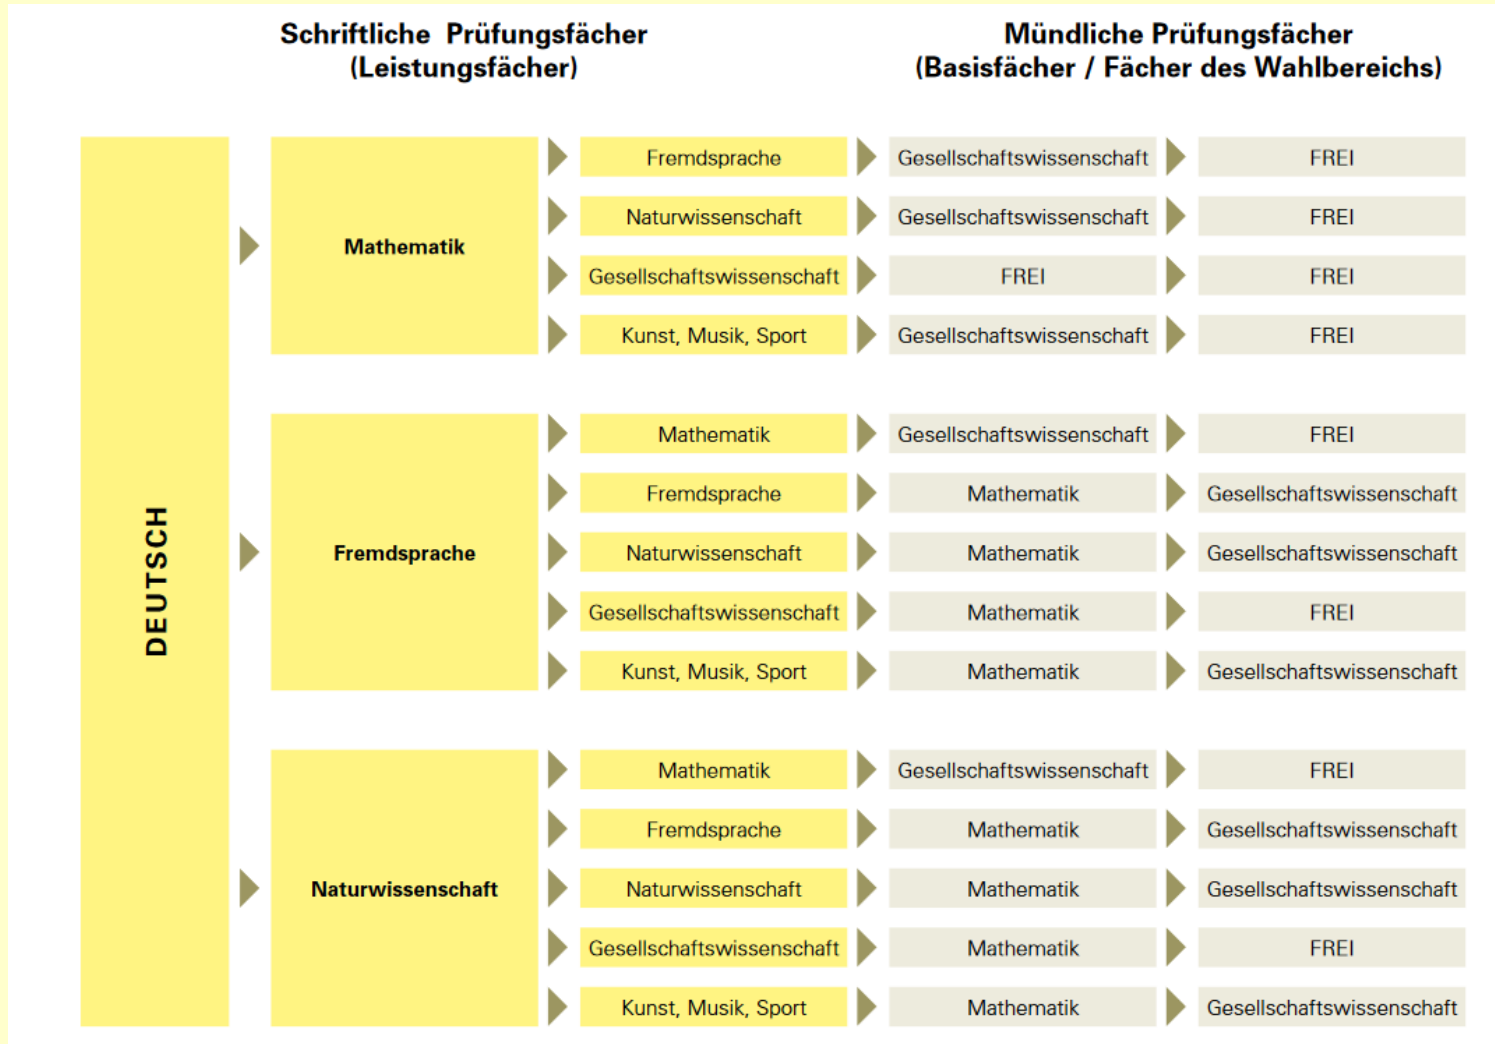 Schriftliche Prüfungsfächer
(Leistungsfächer)
Mündliche Prüfungsfächer
(Basisfächer / Fächer des Wahlbereichs)
DEUTSCH
Mathematik
Fremdsprache Gesellschaftswissenschaft FREI
Naturwissenschaft Gesellschaftswissenschaft FREI
Gesellschaftswissenschaft FREI FREI
Kunst, Musik, Sport Gesellschaftswissenschaft FREI
Fremdsprache
Mathematik Gesellschaftswissenschaft FREI
Fremdsprache Mathematik Gesellschaftswissenschaft
Naturwissenschaft Mathematik Gesellschaftswissenschaft
Gesellschaftswissenschaft Mathematik FREI
Kunst, Musik, Sport Mathematik Gesellschaftswissenschaft
Naturwissenschaft
Mathematik Gesellschaftswissenschaft FREI
Fremdsprache Mathematik Gesellschaftswissenschaft
Naturwissenschaft Mathematik Gesellschaftswissenschaft
Gesellschaftswissenschaft Mathematik FREI
Kunst, Musik, Sport Mathematik Gesellschaftswissenschaft